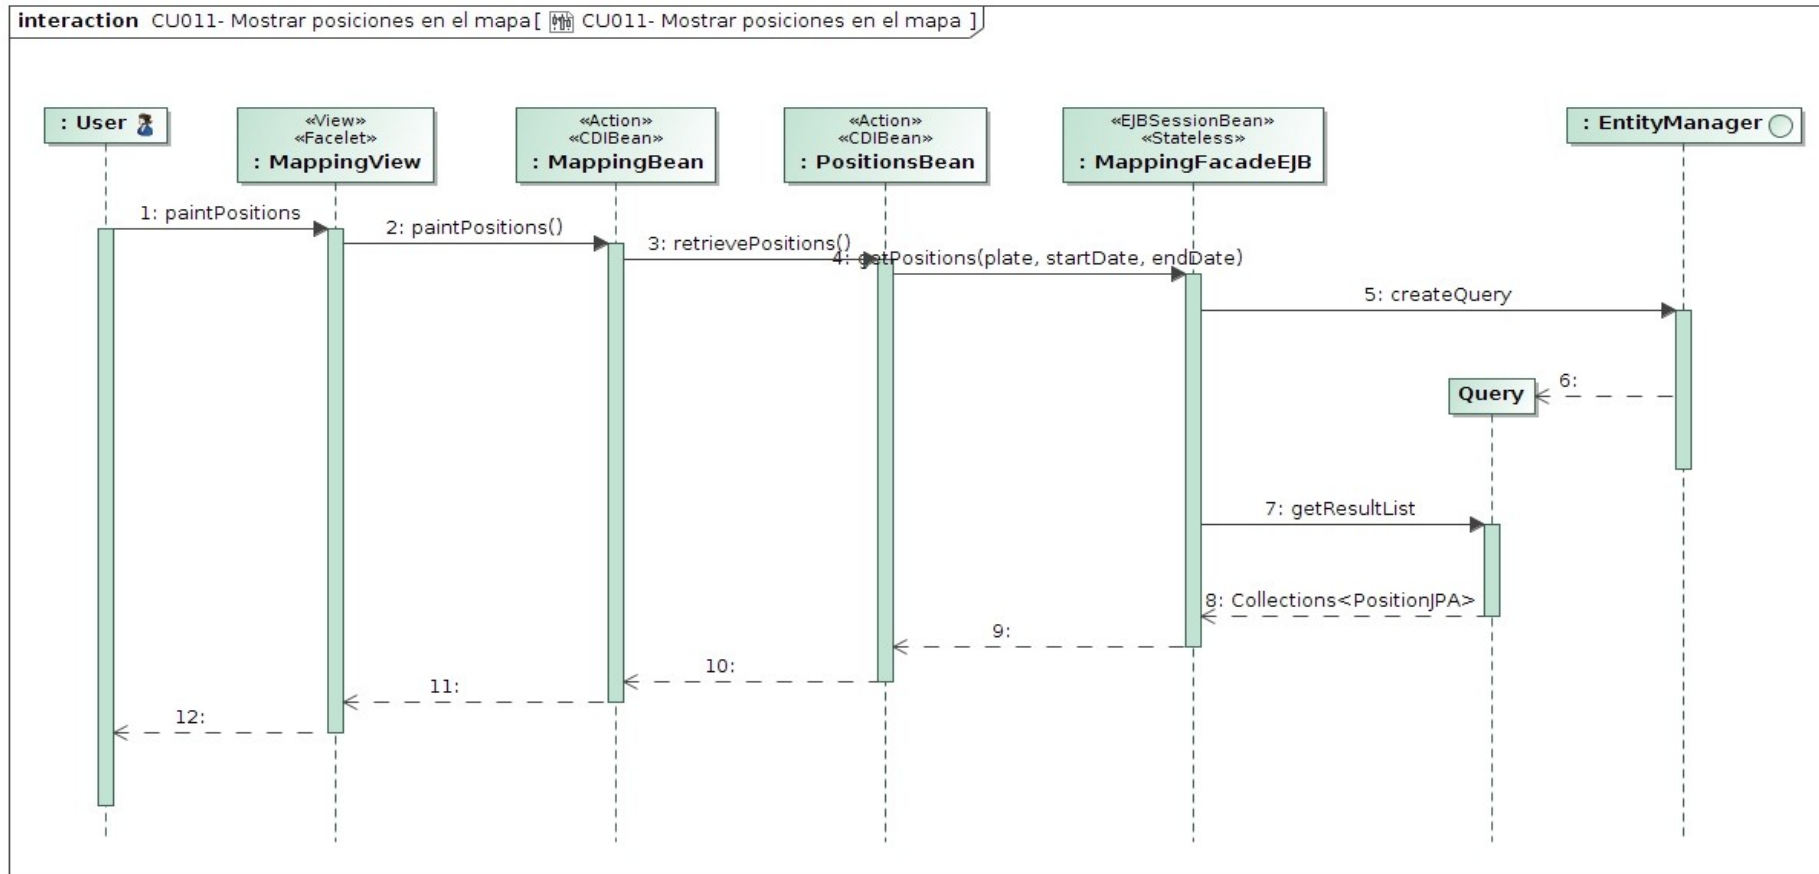 interaction CU011- Mostrar posiciones en el mapa[ CU011- Mostrar posiciones en el mapa ]
: User
«View»
«Facelet»
: MappingView
«Action»
«CDIBean»
: MappingBean
«Action»
«CDIBean»
: PositionsBean
«EJBSessionBean»
«Stateless»
: MappingFacadeEJB
: EntityManager
1: paintPositions
2: paintPositions()
3: retrievePositions()
4: getPositions(plate, startDate, endDate)
5: createQuery
6:
Query
7: getResultList
8: Collections<PositionJPA>
9:
10:
11:
12: